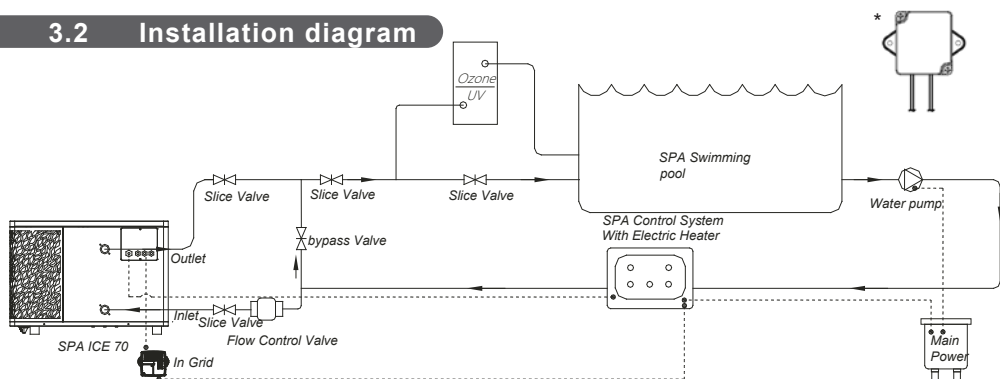 3.2 Installation diagram
*
Ozone
UV
SPA Swimming
pool
Slice Valve
Slice Valve
Slice Valve
Water pump
SPA Control System
With Electric Heater
bypass Valve
Outlet
Inlet
Slice Valve
Flow Control Valve
SPA ICE 70
In Grid
Main
Power